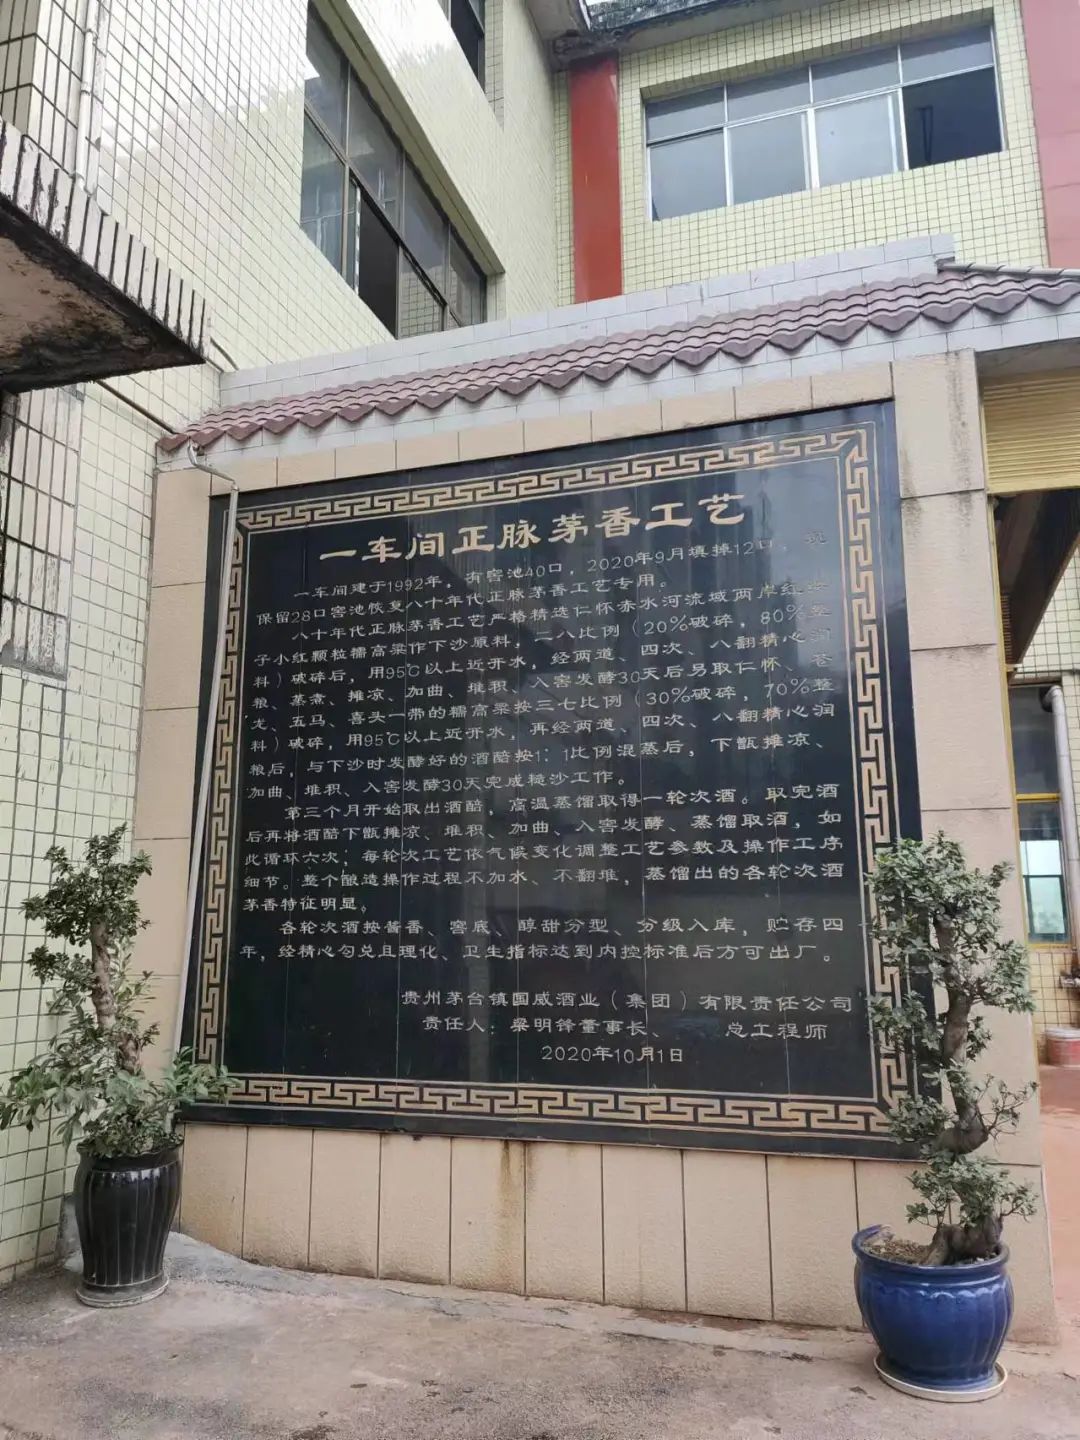 一车间正脉茅香工艺
一车间建于1992年，有窖池40口，2020年9月填掉12口，现
保留28口窖池恢复八十年代正脉茅香工艺专用。
八十年代正脉茅香工艺严格精选仁怀赤水河流域两岸红
子小红颗粒糯高粱作下沙原料，二八比例（20%破碎，80%整
料）破碎后，用95℃以上近开水，经两道、四次、八翻精心润
粮、蒸煮、摊凉、加曲、堆积、入窖发酵30天后另取仁怀、苍
龙、五马、喜头一带的糯高粱按三七比例（30%破碎，70%整
料）破碎，用95℃以上近开水，再经两道、四次、八翻精心润
粮后，与下沙时发酵好的酒醅按1：1比例混蒸后，下甑摊凉、
加曲、堆积、入窖发酵30天完成糙沙工作。
第三个月开始取出酒醅，高温蒸馏取得一轮次酒。取完酒
后再将酒醅下甑摊凉、堆积、加曲、入窖发酵、蒸馏取酒，如
此循环六次；每轮次工艺依气候变化调整工艺参数及操作工序
细节。整个酿造操作过程不加水、不翻堆，蒸馏出的各轮次酒
茅香特征明显。
各轮次酒按酱香、窖底、醇甜分型、分级入库，贮存四
年，经精心勾兑且理化、卫生指标达到内控标准后方可出厂。
贵州茅台镇国威酒业（集团）有限责任公司
责任人：梁明锋董事长、 总工程师
2020年10月1日